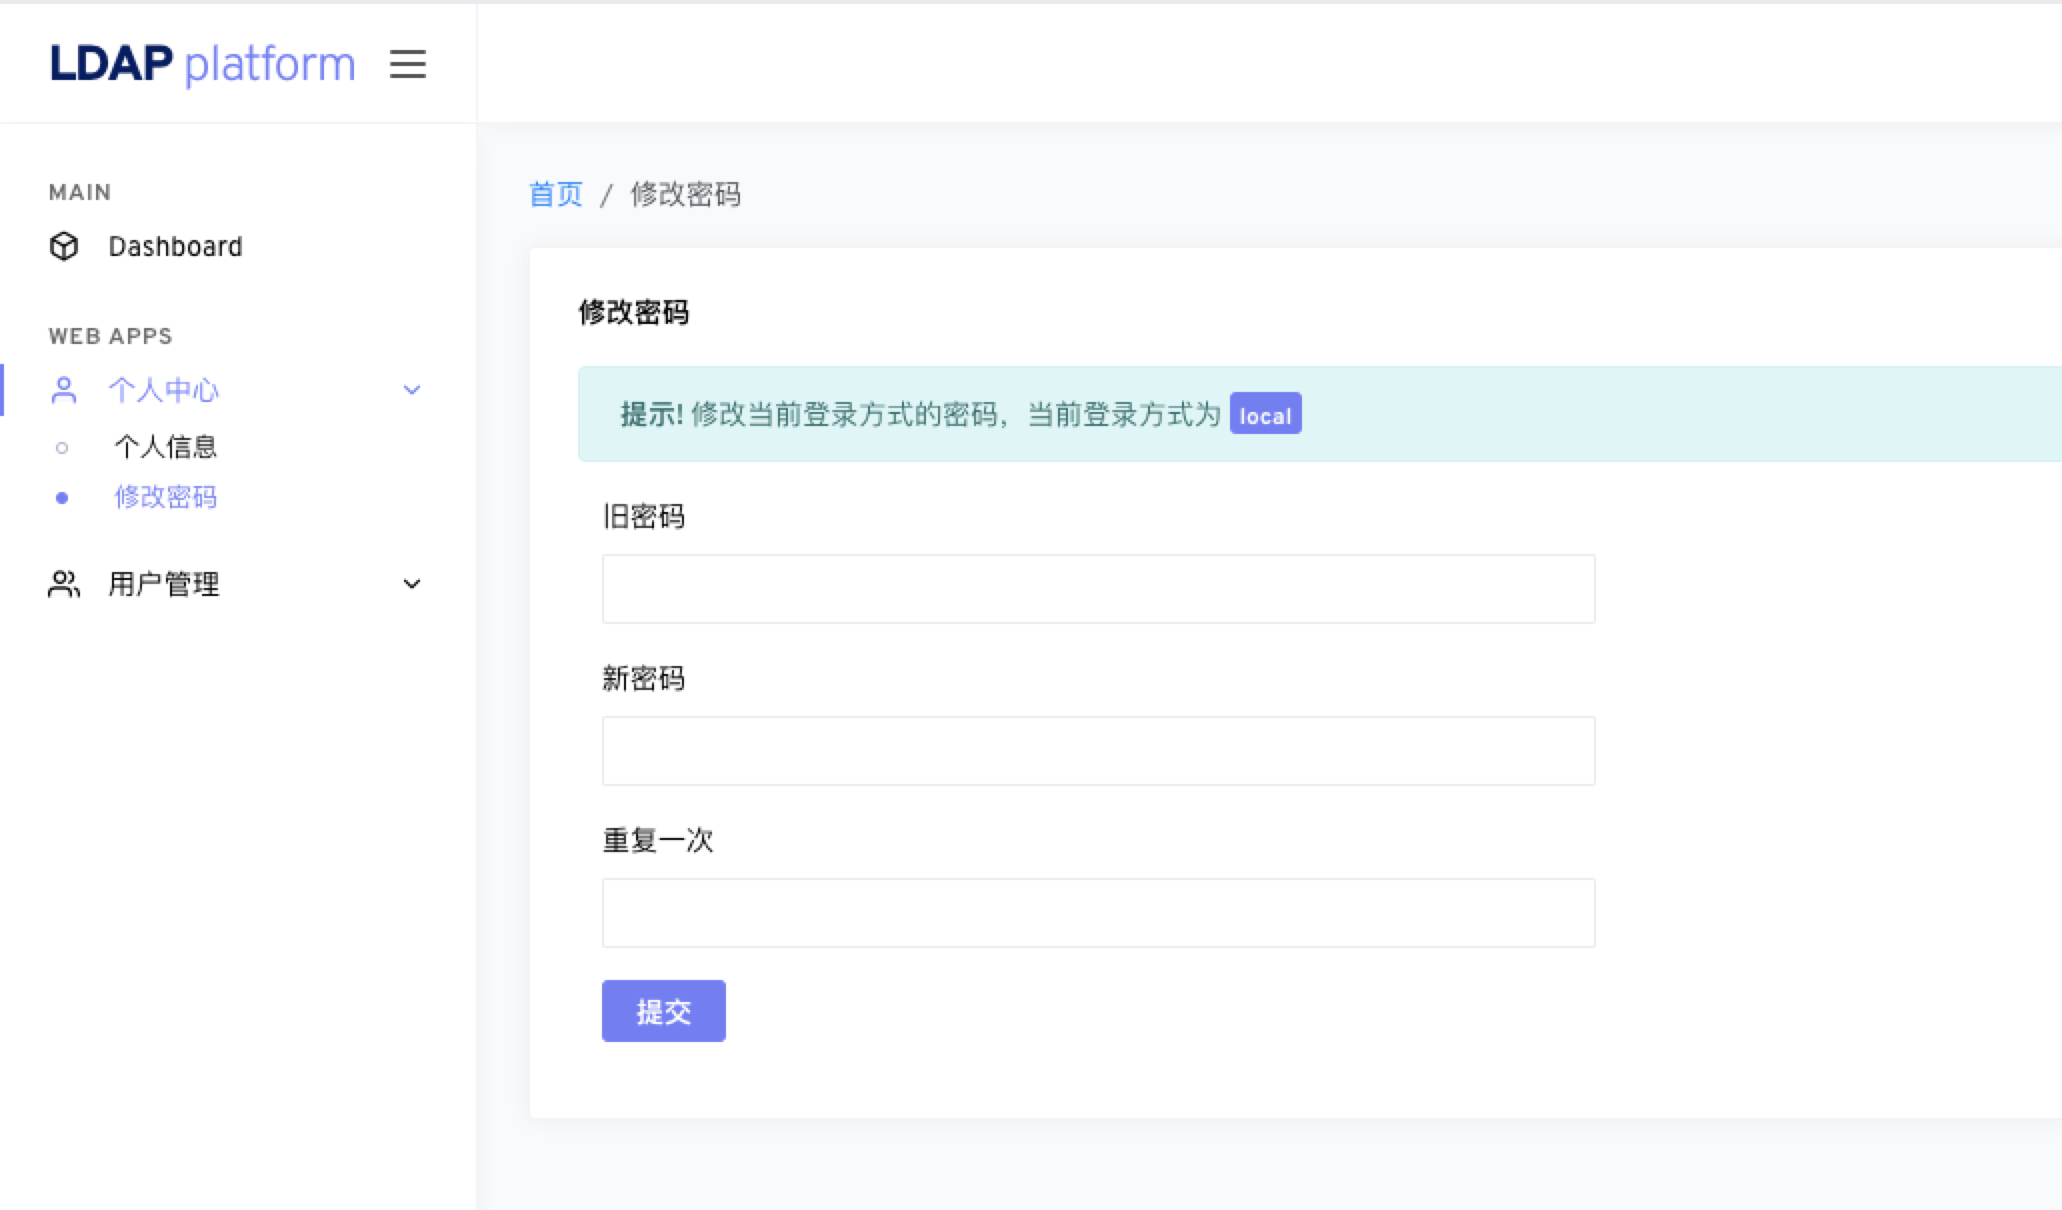 LDAP platform
MAIN
Dashboard
WEB APPS
个人中心
个人信息
修改密码
用户管理
首页 / 修改密码
修改密码
提示! 修改当前登录方式的密码，当前登录方式为 local
旧密码
新密码
重复一次
提交